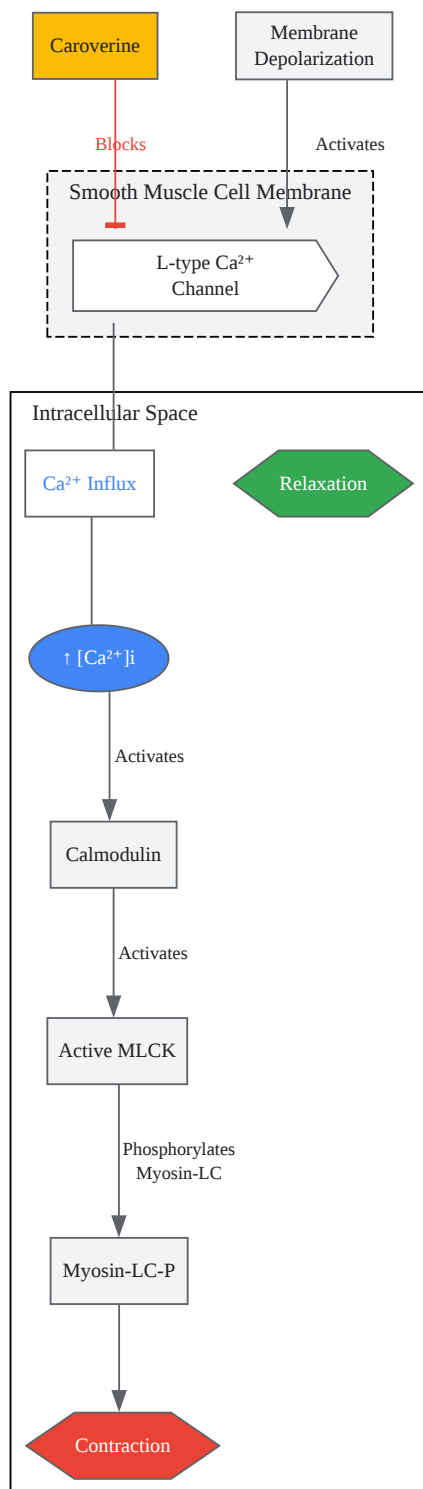 Caroverine
Membrane
Depolarization
Blocks
Activates
Smooth Muscle Cell Membrane
L-type Ca²⁺
Channel
Intracellular Space
Ca²⁺ Influx
Relaxation
↑ [Ca²⁺]i
Activates
Calmodulin
Activates
Active MLCK
Phosphorylates
Myosin-LC
Myosin-LC-P
Contraction